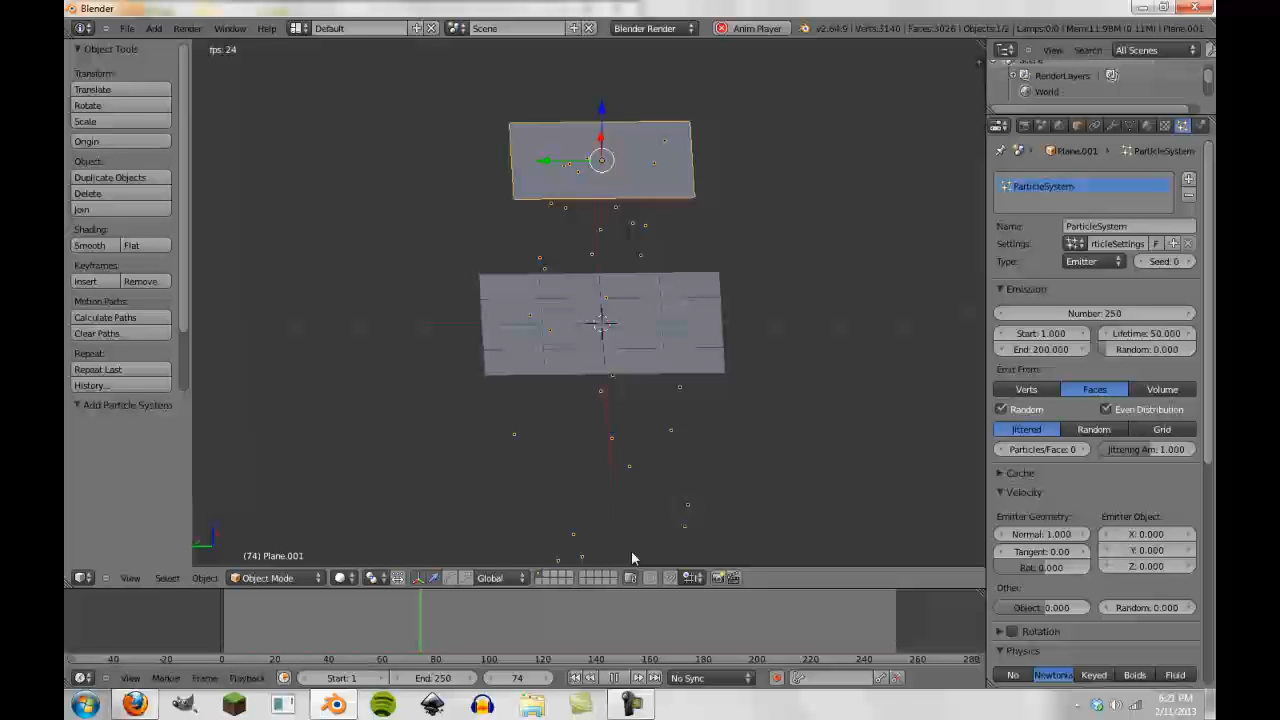 Blender
File Add Render Window Help Default Scene Blender Render Anim Player v2.64.9 | Verts:3140 | Faces:3026 | Objects:1/2 | Lamps:0/0 | Mem:11.98M (0.11M) | Plane.001
Object Tools
Transform:
Translate
Rotate
Scale
Origin
Object:
Duplicate Objects
Delete
Join
Shading:
Smooth Flat
Keyframes:
Insert Remove
Motion Paths:
Calculate Paths
Clear Paths
Repeat:
Repeat Last
History...
Add Particle System
fps: 24
(74) Plane.001
View Search All Scenes
Scene
RenderLayers
World
Plane.001 ParticleSystem
ParticleSystem
Name: ParticleSystem
Settings: rticleSettings F
Type: Emitter Seed: 0
Emission
Number: 250
Start: 1.000 Lifetime: 50.000
End: 200.000 Random: 0.000
Emit From:
Verts Faces Volume
Random Even Distribution
Jittered Random Grid
Particles/Face: 0 Jittering Am: 1.000
Cache
Velocity
Emitter Geometry: Emitter Object:
Normal: 1.000 X: 0.000
Tangent: 0.00 Y: 0.000
Rot: 0.000 Z: 0.000
Other:
Object: 0.000 Random: 0.000
Rotation
Physics
No Newtonia Keyed Boids Fluid
View Select Object Object Mode Global
-40 -20 0 20 40 60 80 100 120 140 160 180 200 220 240 260 280
View Marker Frame Playback Start: 1 End: 250 74 No Sync
6:21 PM
2/11/2013